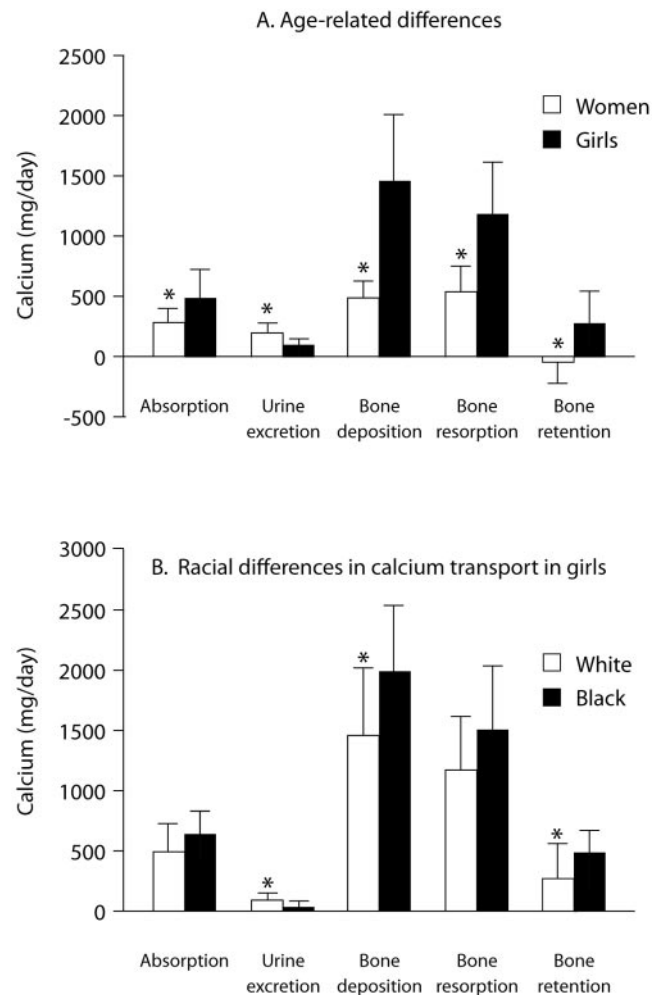 A. Age-related differences
2500
2000
1500
1000
500
0
-500
Calcium (mg/day)
Women
Girls
*
*
*
*
*
Absorption
Urine
excretion
Bone
deposition
Bone
resorption
Bone
retention
B. Racial differences in calcium transport in girls
3000
2500
2000
1500
1000
500
0
Calcium (mg/day)
White
Black
*
*
*
Absorption
Urine
excretion
Bone
deposition
Bone
resorption
Bone
retention